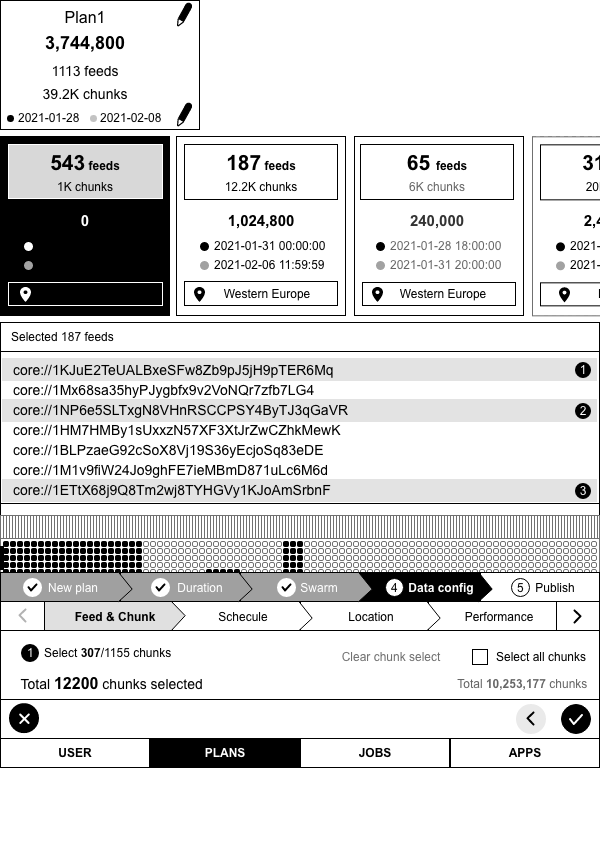 Plan1
3,744,800
1113 feeds
39.2K chunks
2021-01-28 2021-02-08
543 feeds
1K chunks
0
187 feeds
12.2K chunks
1,024,800
2021-01-31 00:00:00
2021-02-06 11:59:59
Western Europe
65 feeds
6K chunks
240,000
2021-01-28 18:00:00
2021-01-31 20:00:00
Western Europe
31
20
2,4
2021-
2021-
Selected 187 feeds
core://1KJuE2TeUALBxeSFw8Zb9pJ5jH9pTER6Mq 1
core://1Mx68sa35hyPJygbfx9v2VoNQr7zfb7LG4
core://1NP6e5SLTxgN8VHnRSCCPSY4ByTJ3qGaVR 2
core://1HM7HMBy1sUxxzN57XF3XtJrZwCZhkMewK
core://1BLPzaeG92cSoX8Vj19S36yEcjoSq83eDE
core://1M1v9fiW24Jo9ghFE7ieMBmD871uLc6M6d
core://1ETtX68j9Q8Tm2wj8TYHGVy1KJoAmSrbnF 3
New plan Duration Swarm 4 Data config 5 Publish
Feed & Chunk Schecule Location Performance
1 Select 307/1155 chunks Clear chunk select Select all chunks
Total 12200 chunks selected Total 10,253,177 chunks
USER PLANS JOBS APPS